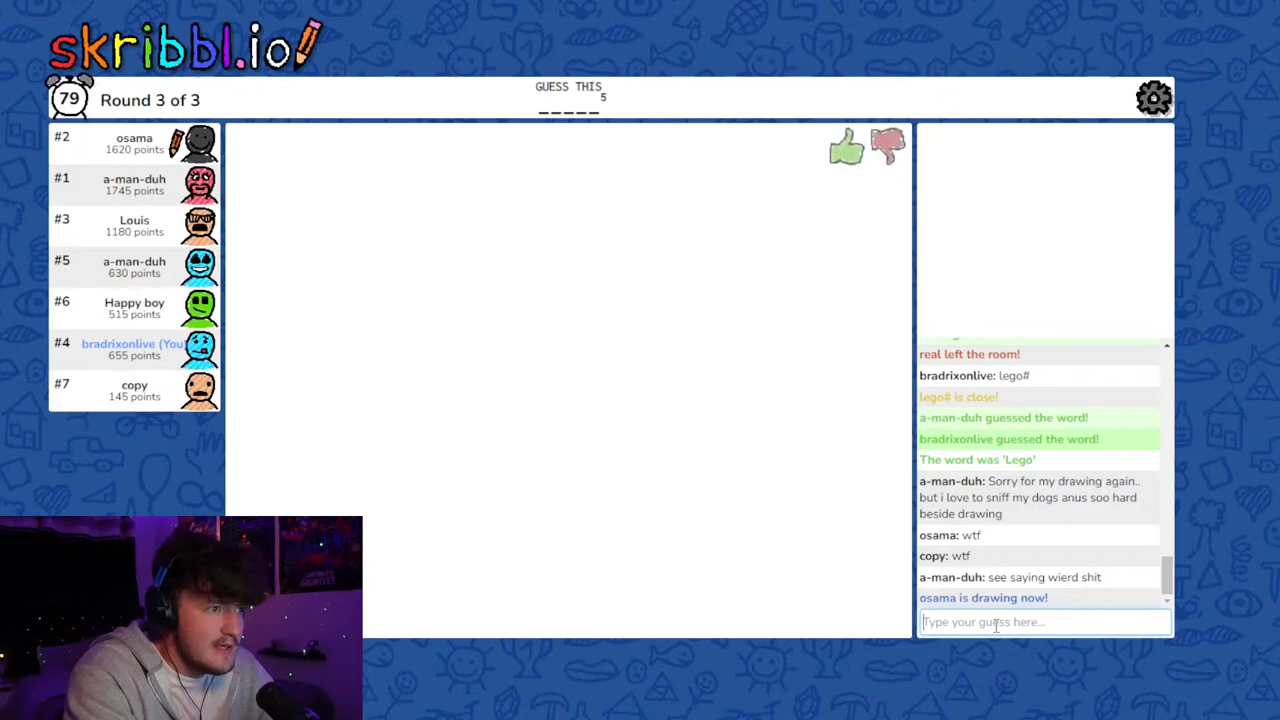 skribbl.io
79
Round 3 of 3
GUESS THIS
_____ 5
#2 osama
1620 points
#1 a-man-duh
1745 points
#3 Louis
1180 points
#5 a-man-duh
630 points
#6 Happy boy
515 points
#4 bradrixonlive (You)
655 points
#7 copy
145 points
real left the room!
bradrixonlive: lego#
lego# is close!
a-man-duh guessed the word!
bradrixonlive guessed the word!
The word was 'Lego'
a-man-duh: Sorry for my drawing again..
but i love to sniff my dogs anus soo hard
beside drawing
osama: wtf
copy: wtf
a-man-duh: see saying wierd shit
osama is drawing now!
Type your guess here...